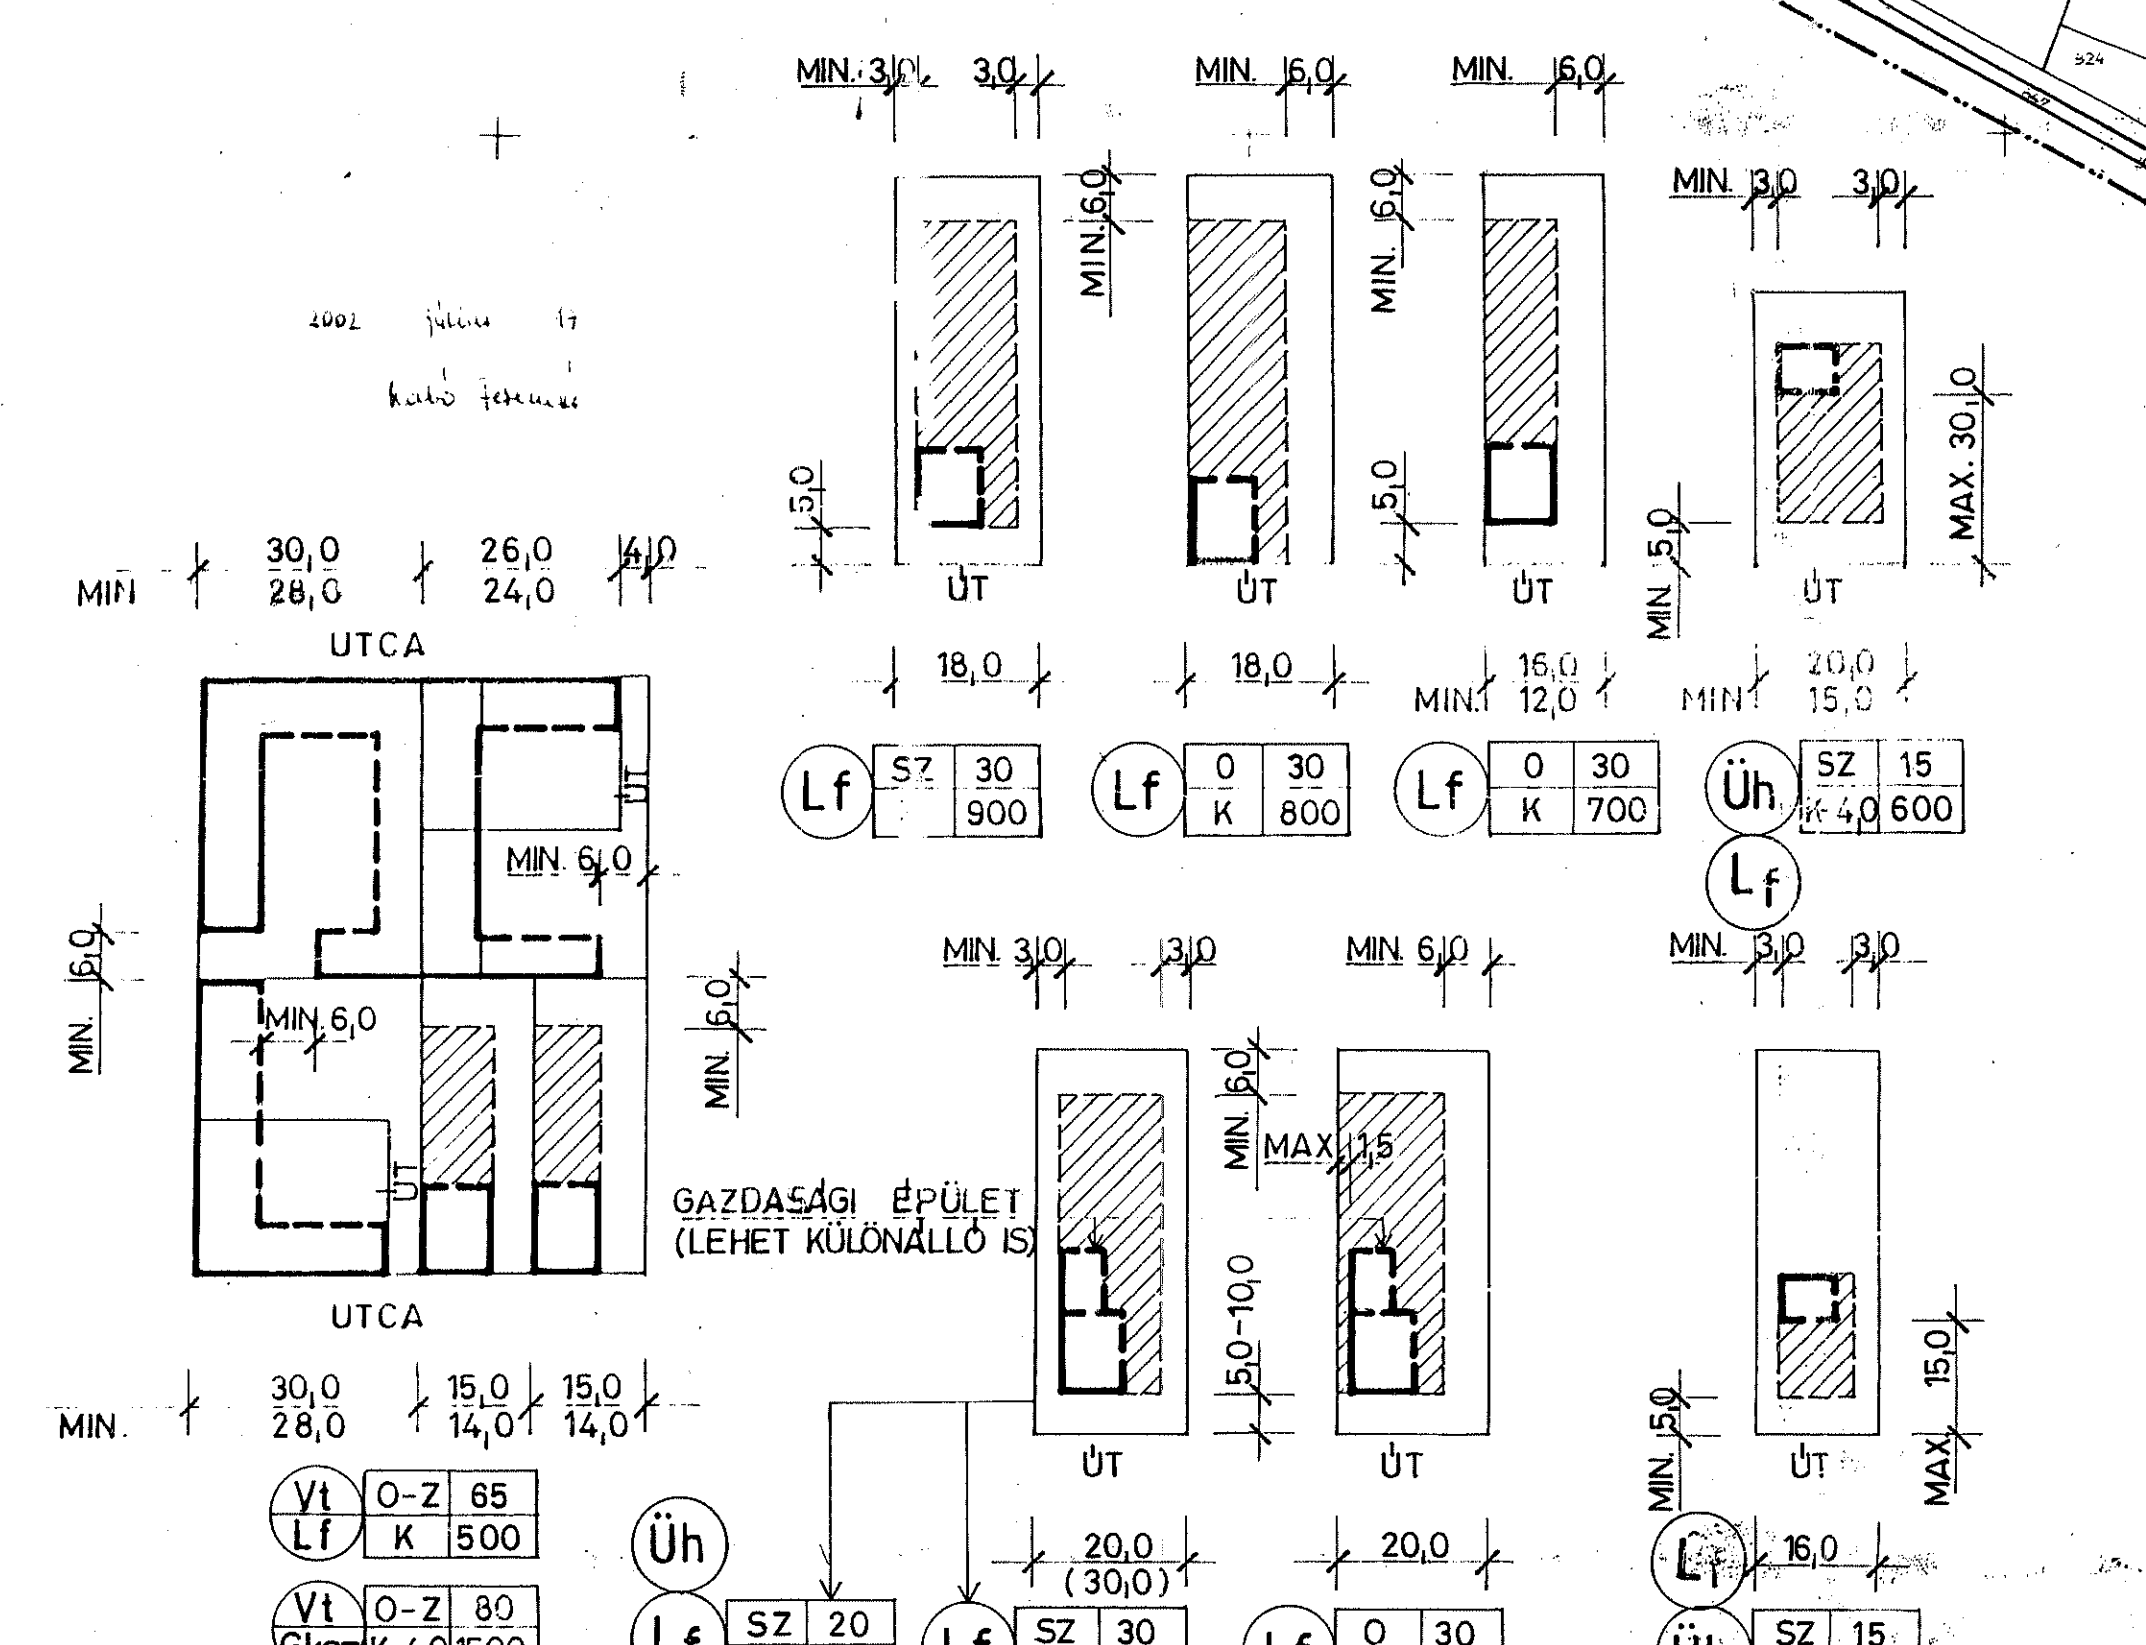 MIN. 3,0 3,0
MIN. 6,0
MIN. 6,0
324
MIN. 3,0 3,0
MIN. 6,0
MIN. 6,0
2002 július 17
5,0
5,0
MAX. 30,0
MIN 5,0
ÚT
ÚT
ÚT
ÚT
MIN 30,0 26,0 4,0
28,0 24,0
UTCA
18,0
18,0
16,0
MIN. 12,0
20,0
MIN 15,0
Lf SZ 30
900
Lf O 30
K 800
Lf O 30
K 700
Üh SZ 15
K-4,0 600
Lf
ÚT
MIN. 6,0
MIN. 6,0
MIN. 6,0
MIN. 6,0
ÚT
UTCA
MIN. 3,0 3,0
MIN. 6,0
MIN. 3,0 3,0
MIN. 6,0
MAX 1,5
GAZDASÁGI ÉPÜLET
(LEHET KÜLÖNÁLLÓ IS)
5,0-10,0
MIN. 5,0
MAX. 15,0
ÚT
ÚT
ÚT
30,0 15,0 15,0
MIN. 28,0 14,0 14,0
Vt O-Z 65
Lf K 500
Vt O-Z 80
Üh
Lf SZ 20
20,0
(30,0)
Lf SZ 30
20,0
Lf O 30
Lf 16,0
Üh SZ 15